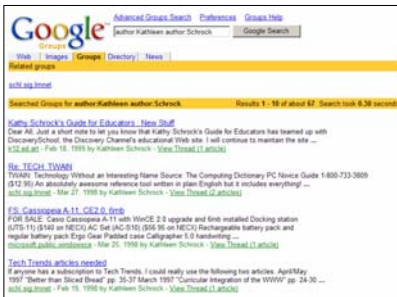 Google
Groups
Advanced Groups Search Preferences Groups Help
author:Kathleen author:Schrock Google Search
Web Images Groups Directory News
Related groups
schl.sig.lmnet
Searched Groups for author:Kathleen author:Schrock Results 1 - 10 of about 67. Search took 0.38 seconds
Kathy Schrock's Guide for Educators : New Stuff
Dear All, Just a short note to let you know that Kathy Schrock's Guide for Educators has teamed up with
DiscoverySchool, the Discovery Channel's educational Web site. I will continue to maintain the site ...
k12.ed.art - Feb 18, 1999 by Kathleen Schrock - View Thread (1 article)
Re: TECH: TWAIN
TWAIN: Technology Without an Interesting Name Source: The Computing Dictionary PC Novice Guide 1-800-733-3809
($12.95) An absolutely awesome reference tool written in plain English but it includes everything! ...
schl.sig.lmnet - Mar 27, 1998 by Kathleen Schrock - View Thread (2 articles)
FS: Cassiopeia A-11, CE2.0, 6mb
FOR SALE: Casio Cassiopeia A-11 with WinCE 2.0 upgrade and 6mb installed Docking station
(UTS-11) ($140 on NECX) AC Set (AC-S10) ($56.95 on NECX) Rechargeable battery pack and
regular battery pack Ergo Gear Padded case Calligrapher 5.0 handwriting ...
microsoft.public.windowsce - Mar 25, 1998 by Kathleen Schrock - View Thread (1 article)
Tech Trends articles needed
If anyone has a subscription to Tech Trends, I could really use the following two articles. April/May
1997 "Better than Sliced Bread" pp. 35-37 March 1997 "Curricular Integration of the WWW" pp. 24-30 ...
schl.sig.lmnet - Feb 19, 1998 by Kathleen Schrock - View Thread (1 article)